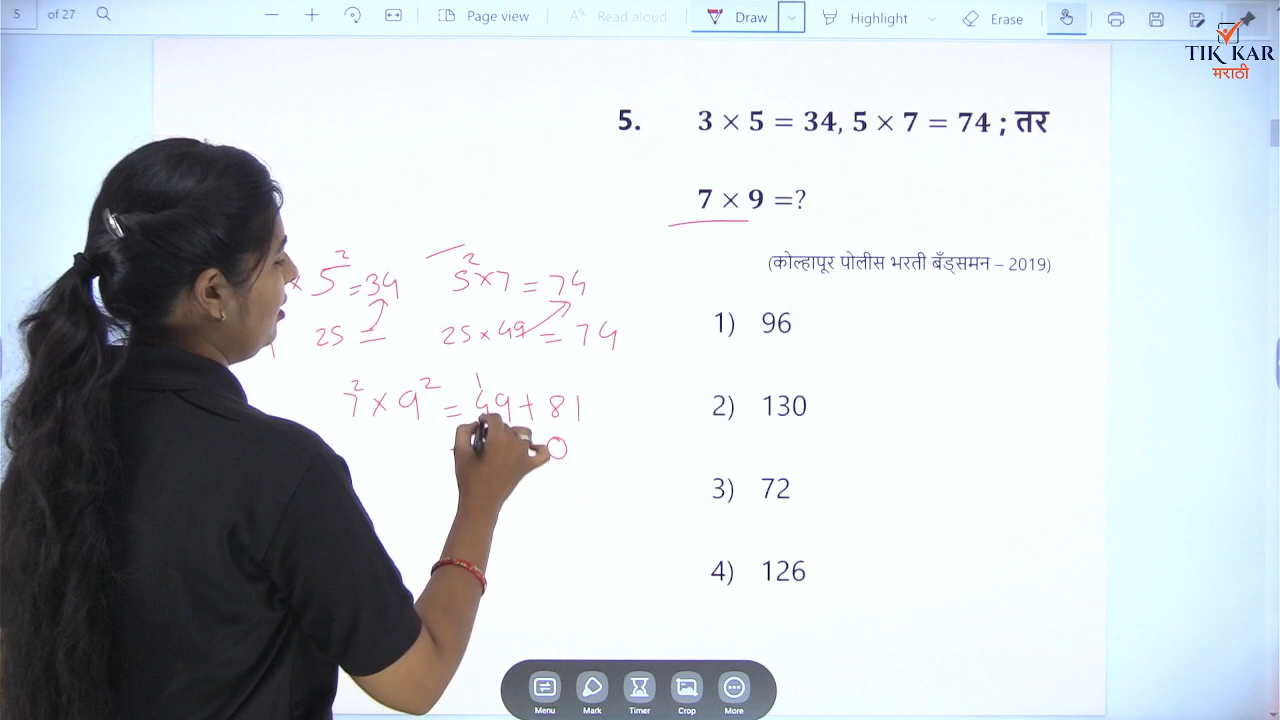 5 of 27 Page view Read aloud Draw Highlight Erase
TIK KAR
मराठी
5. 3 × 5 = 34, 5 × 7 = 74 ; तर
7 × 9 =?
(कोल्हापूर पोलीस भरती बँड्समन – 2019)
1) 96
2) 130
3) 72
4) 126
× 5² = 34 5² × 7 = 74
25 = 25 × 49 = 74
7² × 9² = 49 + 81
1
0
Menu Mark Timer Crop More